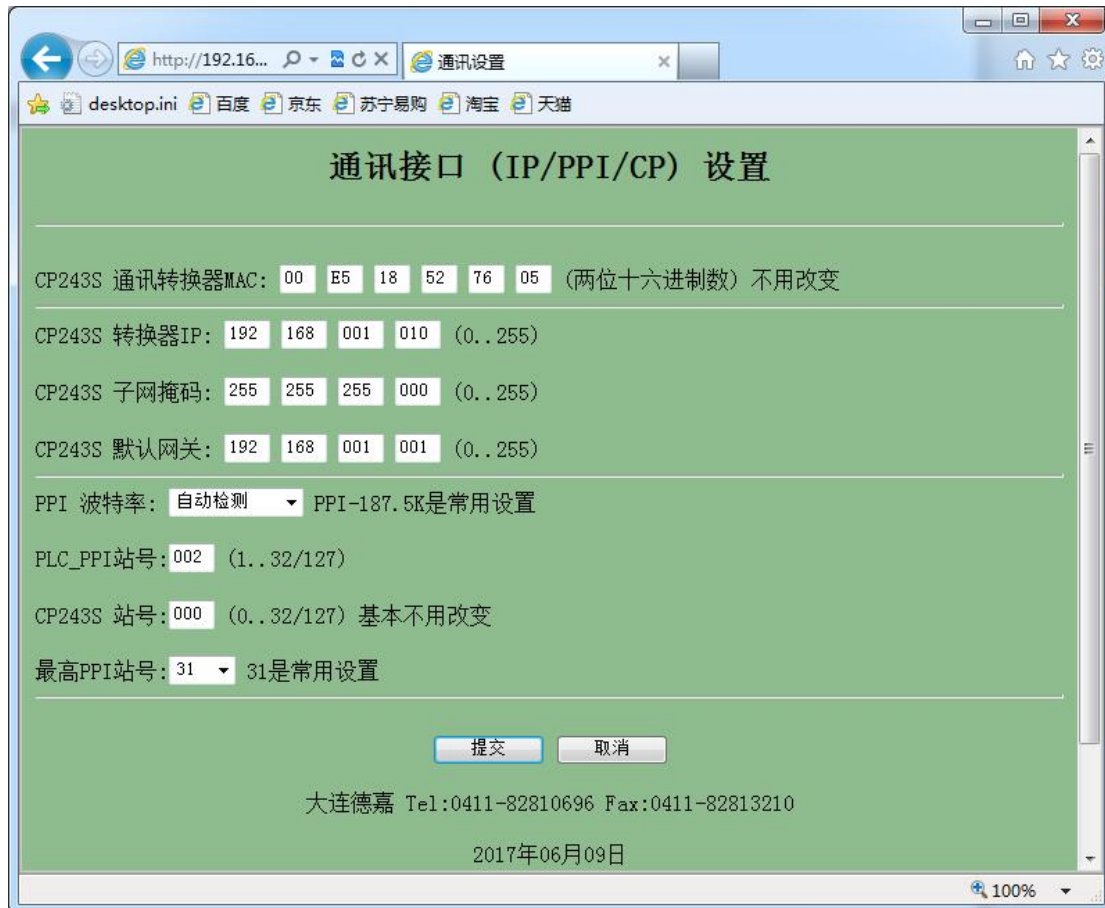 http://192.16...
通讯设置
desktop.ini 百度 京东 苏宁易购 淘宝 天猫
通讯接口 (IP/PPI/CP) 设置
CP243S 通讯转换器MAC: 00 E5 18 52 76 05 (两位十六进制数) 不用改变
CP243S 转换器IP: 192 168 001 010 (0..255)
CP243S 子网掩码: 255 255 255 000 (0..255)
CP243S 默认网关: 192 168 001 001 (0..255)
PPI 波特率: 自动检测 PPI-187.5K是常用设置
PLC_PPI站号: 002 (1..32/127)
CP243S 站号: 000 (0..32/127) 基本不用改变
最高PPI站号: 31 31是常用设置
提交 取消
大连德嘉 Tel:0411-82810696 Fax:0411-82813210
2017年06月09日
100%